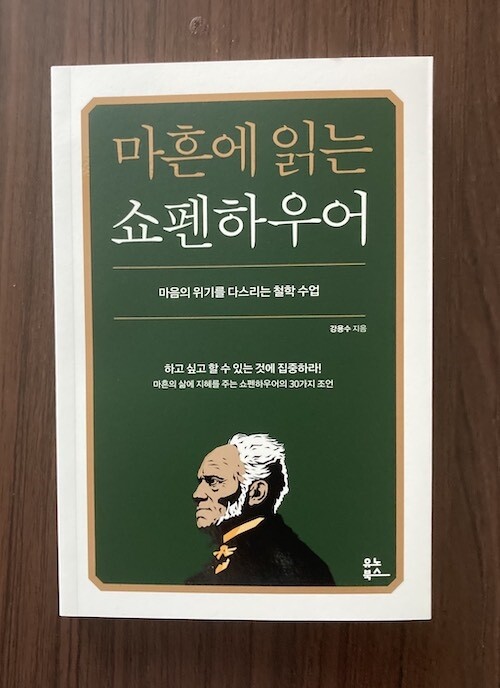 마흔에 읽는
쇼펜하우어
마음의 위기를 다스리는 철학 수업
강용수 지음
하고 싶고 할 수 있는 것에 집중하라!
마흔의 삶에 지혜를 주는 쇼펜하우어의 30가지 조언
유노
북스